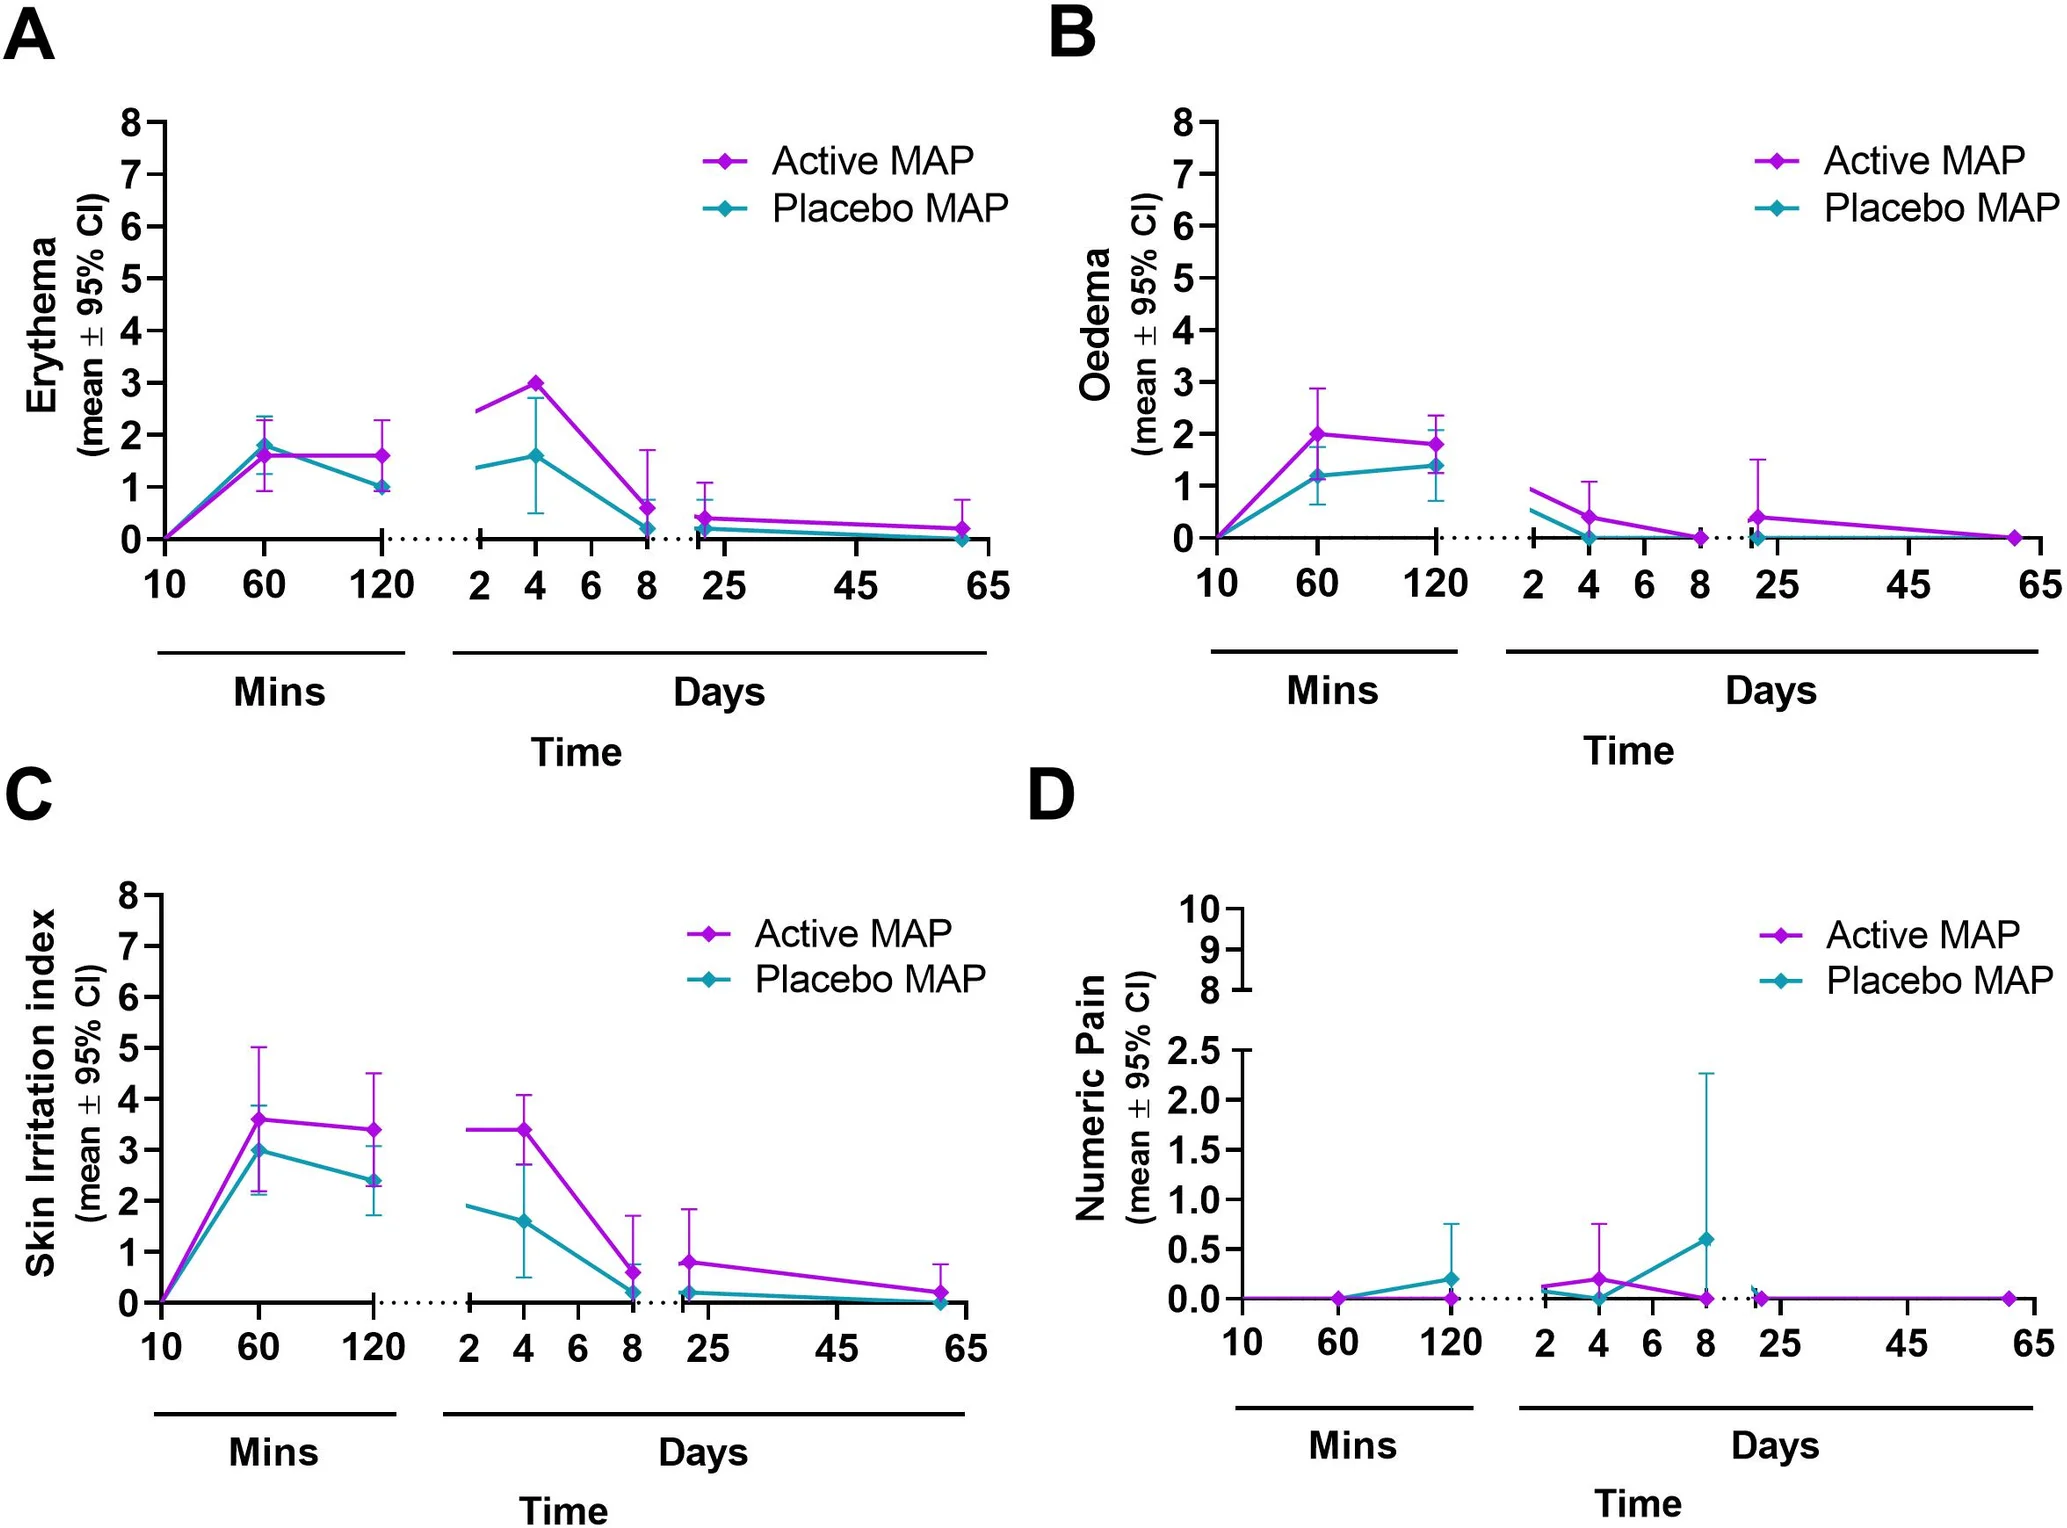 A
Erythema
(mean ± 95% CI)
8
7
6
5
4
3
2
1
0
Active MAP
Placebo MAP
10 60 120 2 4 6 8 25 45 65
Mins Days
Time
B
Oedema
(mean ± 95% CI)
8
7
6
5
4
3
2
1
0
Active MAP
Placebo MAP
10 60 120 2 4 6 8 25 45 65
Mins Days
Time
C
Skin Irritation index
(mean ± 95% CI)
8
7
6
5
4
3
2
1
0
Active MAP
Placebo MAP
10 60 120 2 4 6 8 25 45 65
Mins Days
Time
D
Numeric Pain
(mean ± 95% CI)
10
9
8
2.5
2.0
1.5
1.0
0.5
0.0
Active MAP
Placebo MAP
10 60 120 2 4 6 8 25 45 65
Mins Days
Time